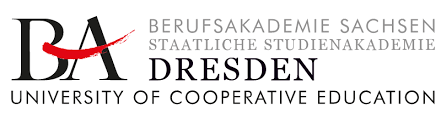 BA
BERUFSAKADEMIE SACHSEN
STAATLICHE STUDIENAKADEMIE
DRESDEN
UNIVERSITY OF COOPERATIVE EDUCATION